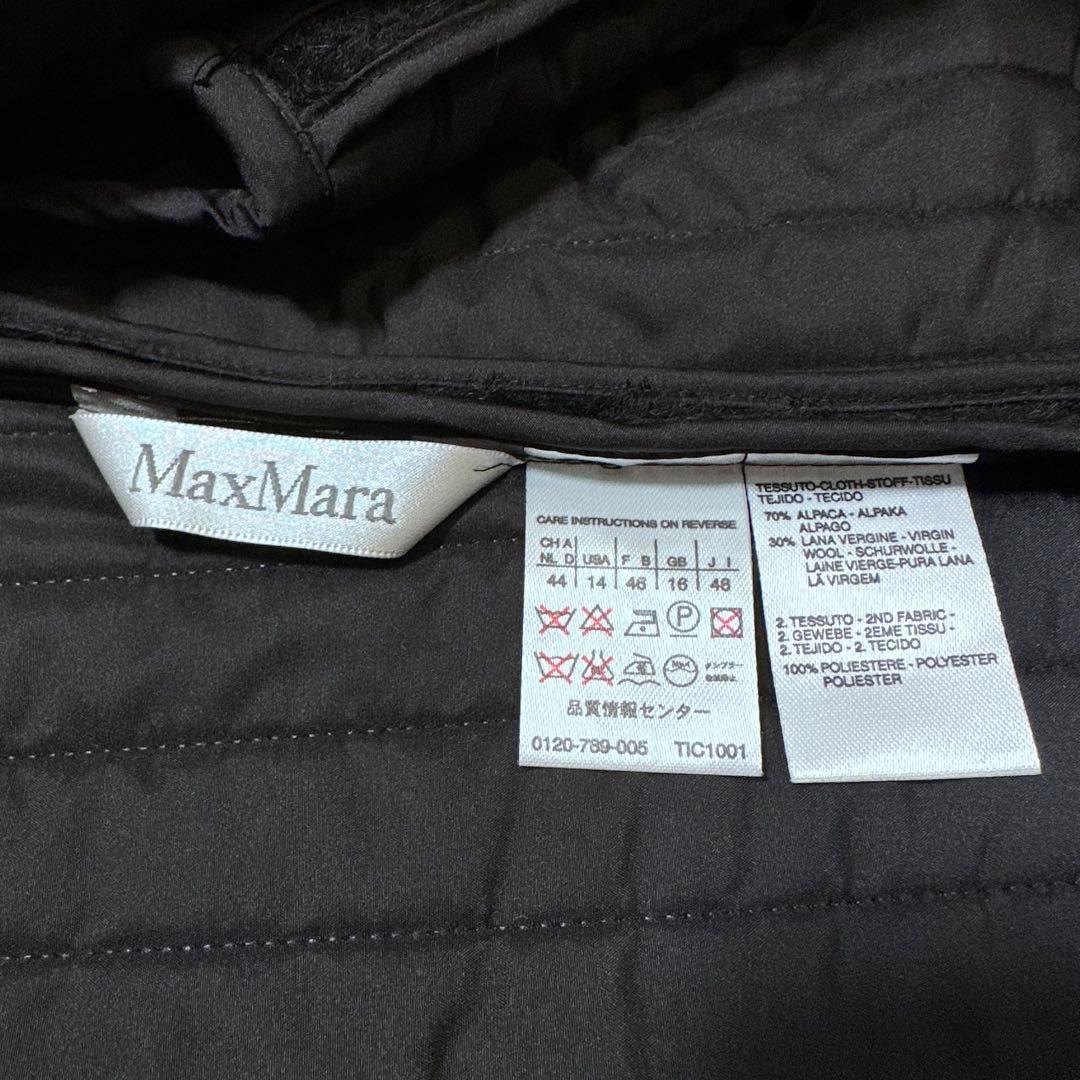 MaxMara
CARE INSTRUCTIONS ON REVERSE
CH A USA F B GB J I
NL D
44 14 46 16 48
P
品質情報センター
0120-789-005 TIC1001
TESSUTO-CLOTH-STOFF-TISSU
TEJIDO - TECIDO
70% ALPACA - ALPAKA
ALPAGO
30% LANA VERGINE - VIRGIN
WOOL - SCHURWOLLE -
LAINE VIERGE-PURA LANA
LÃ VIRGEM
2. TESSUTO - 2ND FABRIC -
2. GEWEBE - 2EME TISSU -
2. TEJIDO - 2. TECIDO
100% POLIESTERE - POLYESTER
POLIESTER